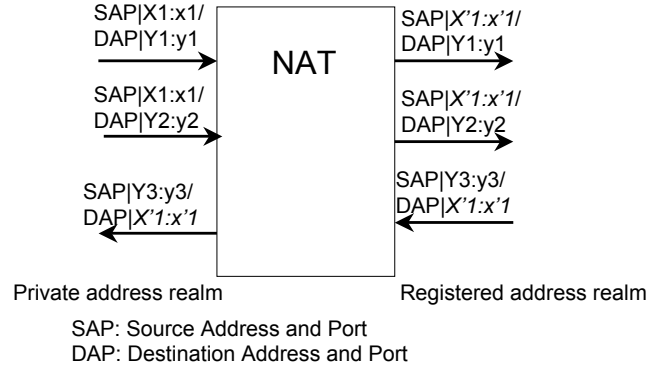 SAP|X1:x1/
DAP|Y1:y1
NAT
SAP|X'1:x'1/
DAP|Y1:y1
SAP|X1:x1/
DAP|Y2:y2
SAP|X'1:x'1/
DAP|Y2:y2
SAP|Y3:y3/
DAP|X'1:x'1
SAP|Y3:y3/
DAP|X'1:x'1
Private address realm
Registered address realm
SAP: Source Address and Port
DAP: Destination Address and Port